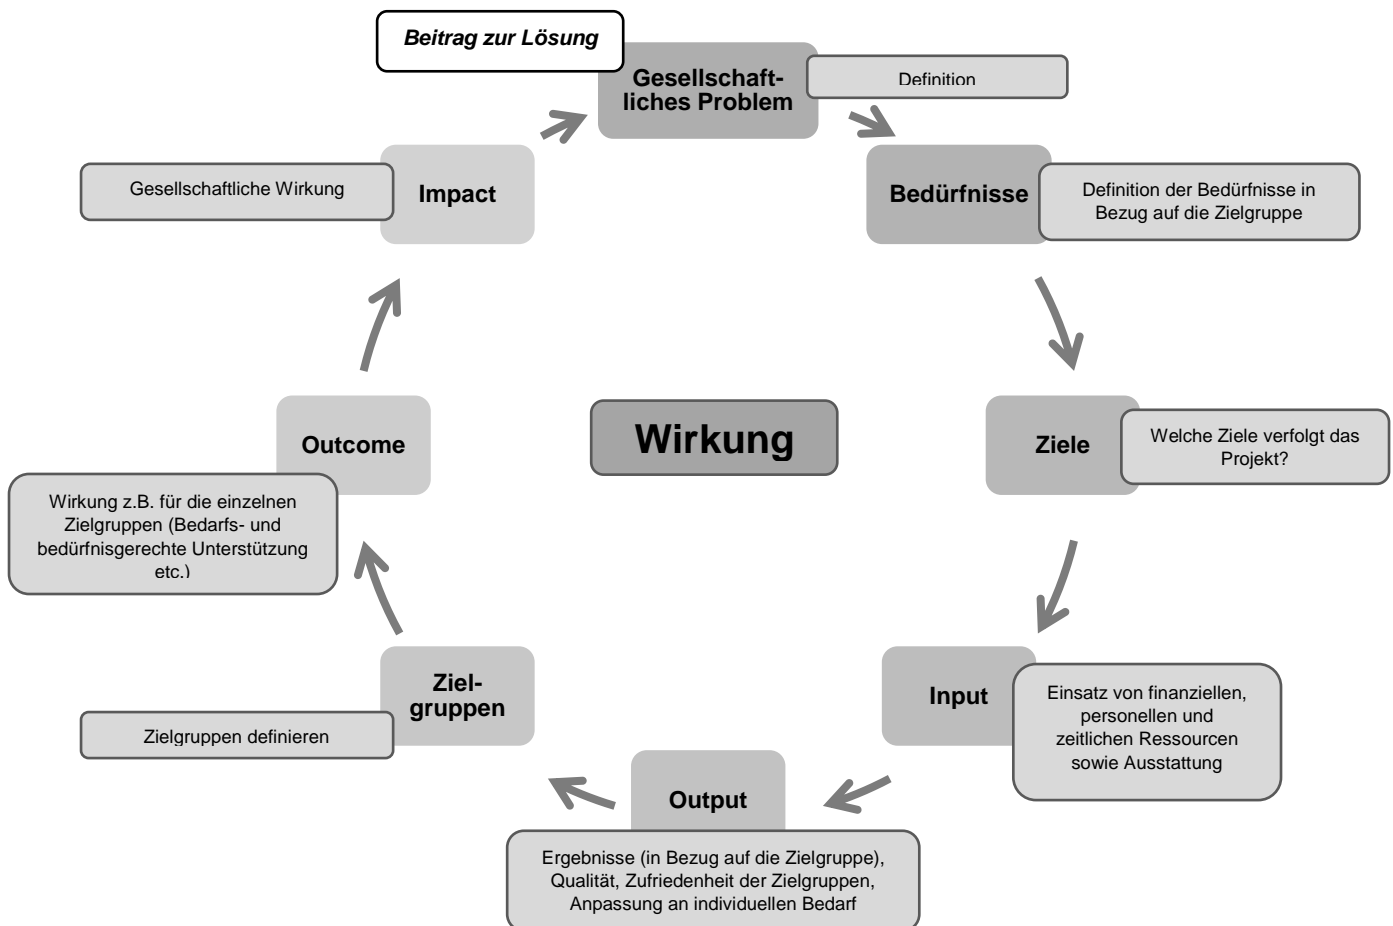 Beitrag zur Lösung
Gesellschaft-
liches Problem
Definition
Bedürfnisse
Definition der Bedürfnisse in
Bezug auf die Zielgruppe
Ziele
Welche Ziele verfolgt das
Projekt?
Input
Einsatz von finanziellen,
personellen und
zeitlichen Ressourcen
sowie Ausstattung
Output
Ergebnisse (in Bezug auf die Zielgruppe),
Qualität, Zufriedenheit der Zielgruppen,
Anpassung an individuellen Bedarf
Ziel-
gruppen
Zielgruppen definieren
Outcome
Wirkung z.B. für die einzelnen
Zielgruppen (Bedarfs- und
bedürfnisgerechte Unterstützung
etc.)
Impact
Gesellschaftliche Wirkung
Wirkung